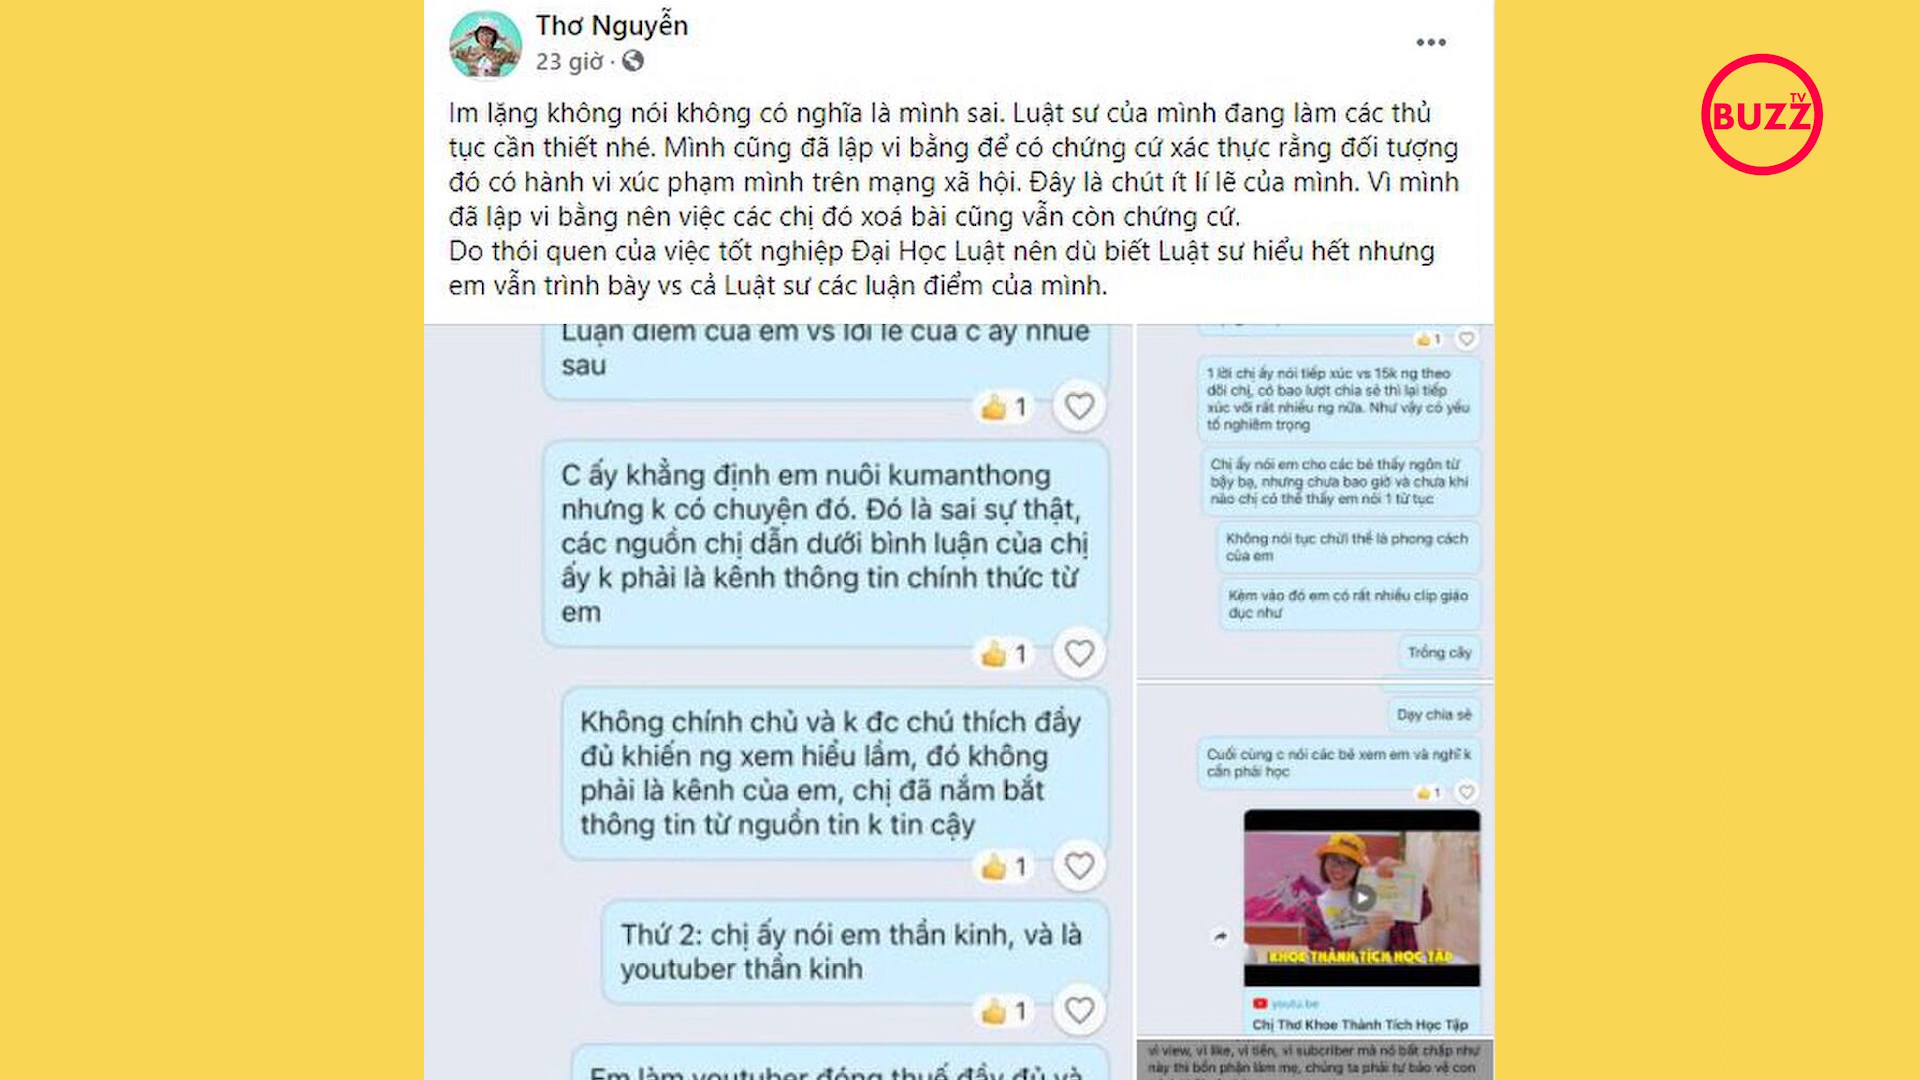 Thơ Nguyễn
23 giờ ·
Im lặng không nói không có nghĩa là mình sai. Luật sư của mình đang làm các thủ
tục cần thiết nhé. Mình cũng đã lập vi bằng để có chứng cứ xác thực rằng đối tượng
đó có hành vi xúc phạm mình trên mạng xã hội. Đây là chút ít lí lẽ của mình. Vì mình
đã lập vi bằng nên việc các chị đó xoá bài cũng vẫn còn chứng cứ.
Do thói quen của việc tốt nghiệp Đại Học Luật nên dù biết Luật sư hiểu hết nhưng
em vẫn trình bày vs cả Luật sư các luận điểm của mình.
BUZZ TV
Luận điểm của em vs lời lẽ của c ấy nhưe
sau
1
C ấy khẳng định em nuôi kumanthong
nhưng k có chuyện đó. Đó là sai sự thật,
các nguồn chị dẫn dưới bình luận của chị
ấy k phải là kênh thông tin chính thức từ
em
1
Không chính chủ và k đc chú thích đầy
đủ khiến ng xem hiểu lầm, đó không
phải là kênh của em, chị đã nắm bắt
thông tin từ nguồn tin k tin cậy
1
Thứ 2: chị ấy nói em thần kinh, và là
youtuber thần kinh
1
Em làm youtuber đóng thuế đầy đủ và
1
1 lời chị ấy nói tiếp xúc vs 15k ng theo
dõi chị, có bao lượt chia sẻ thì lại tiếp
xúc với rất nhiều ng nữa. Như vậy có yếu
tố nghiêm trọng
Chị ấy nói em cho các bé thấy ngôn từ
bậy bạ, nhưng chưa bao giờ và chưa khi
nào chị có thể thấy em nói 1 từ tục
Không nói tục chửi thề là phong cách
của em
Kèm vào đó em có rất nhiều clip giáo
dục như
Trồng cây
Dạy chia sẻ
Cuối cùng c nói các bé xem em và nghĩ k
cần phải học
1
KHOE THÀNH TÍCH HỌC TẬP
youtu.be
Chị Thơ Khoe Thành Tích Học Tập
vì view, vì like, vì tiền, vì subcriber mà nó bất chấp như
này thì bổn phận làm mẹ, chúng ta phải tự bảo vệ con